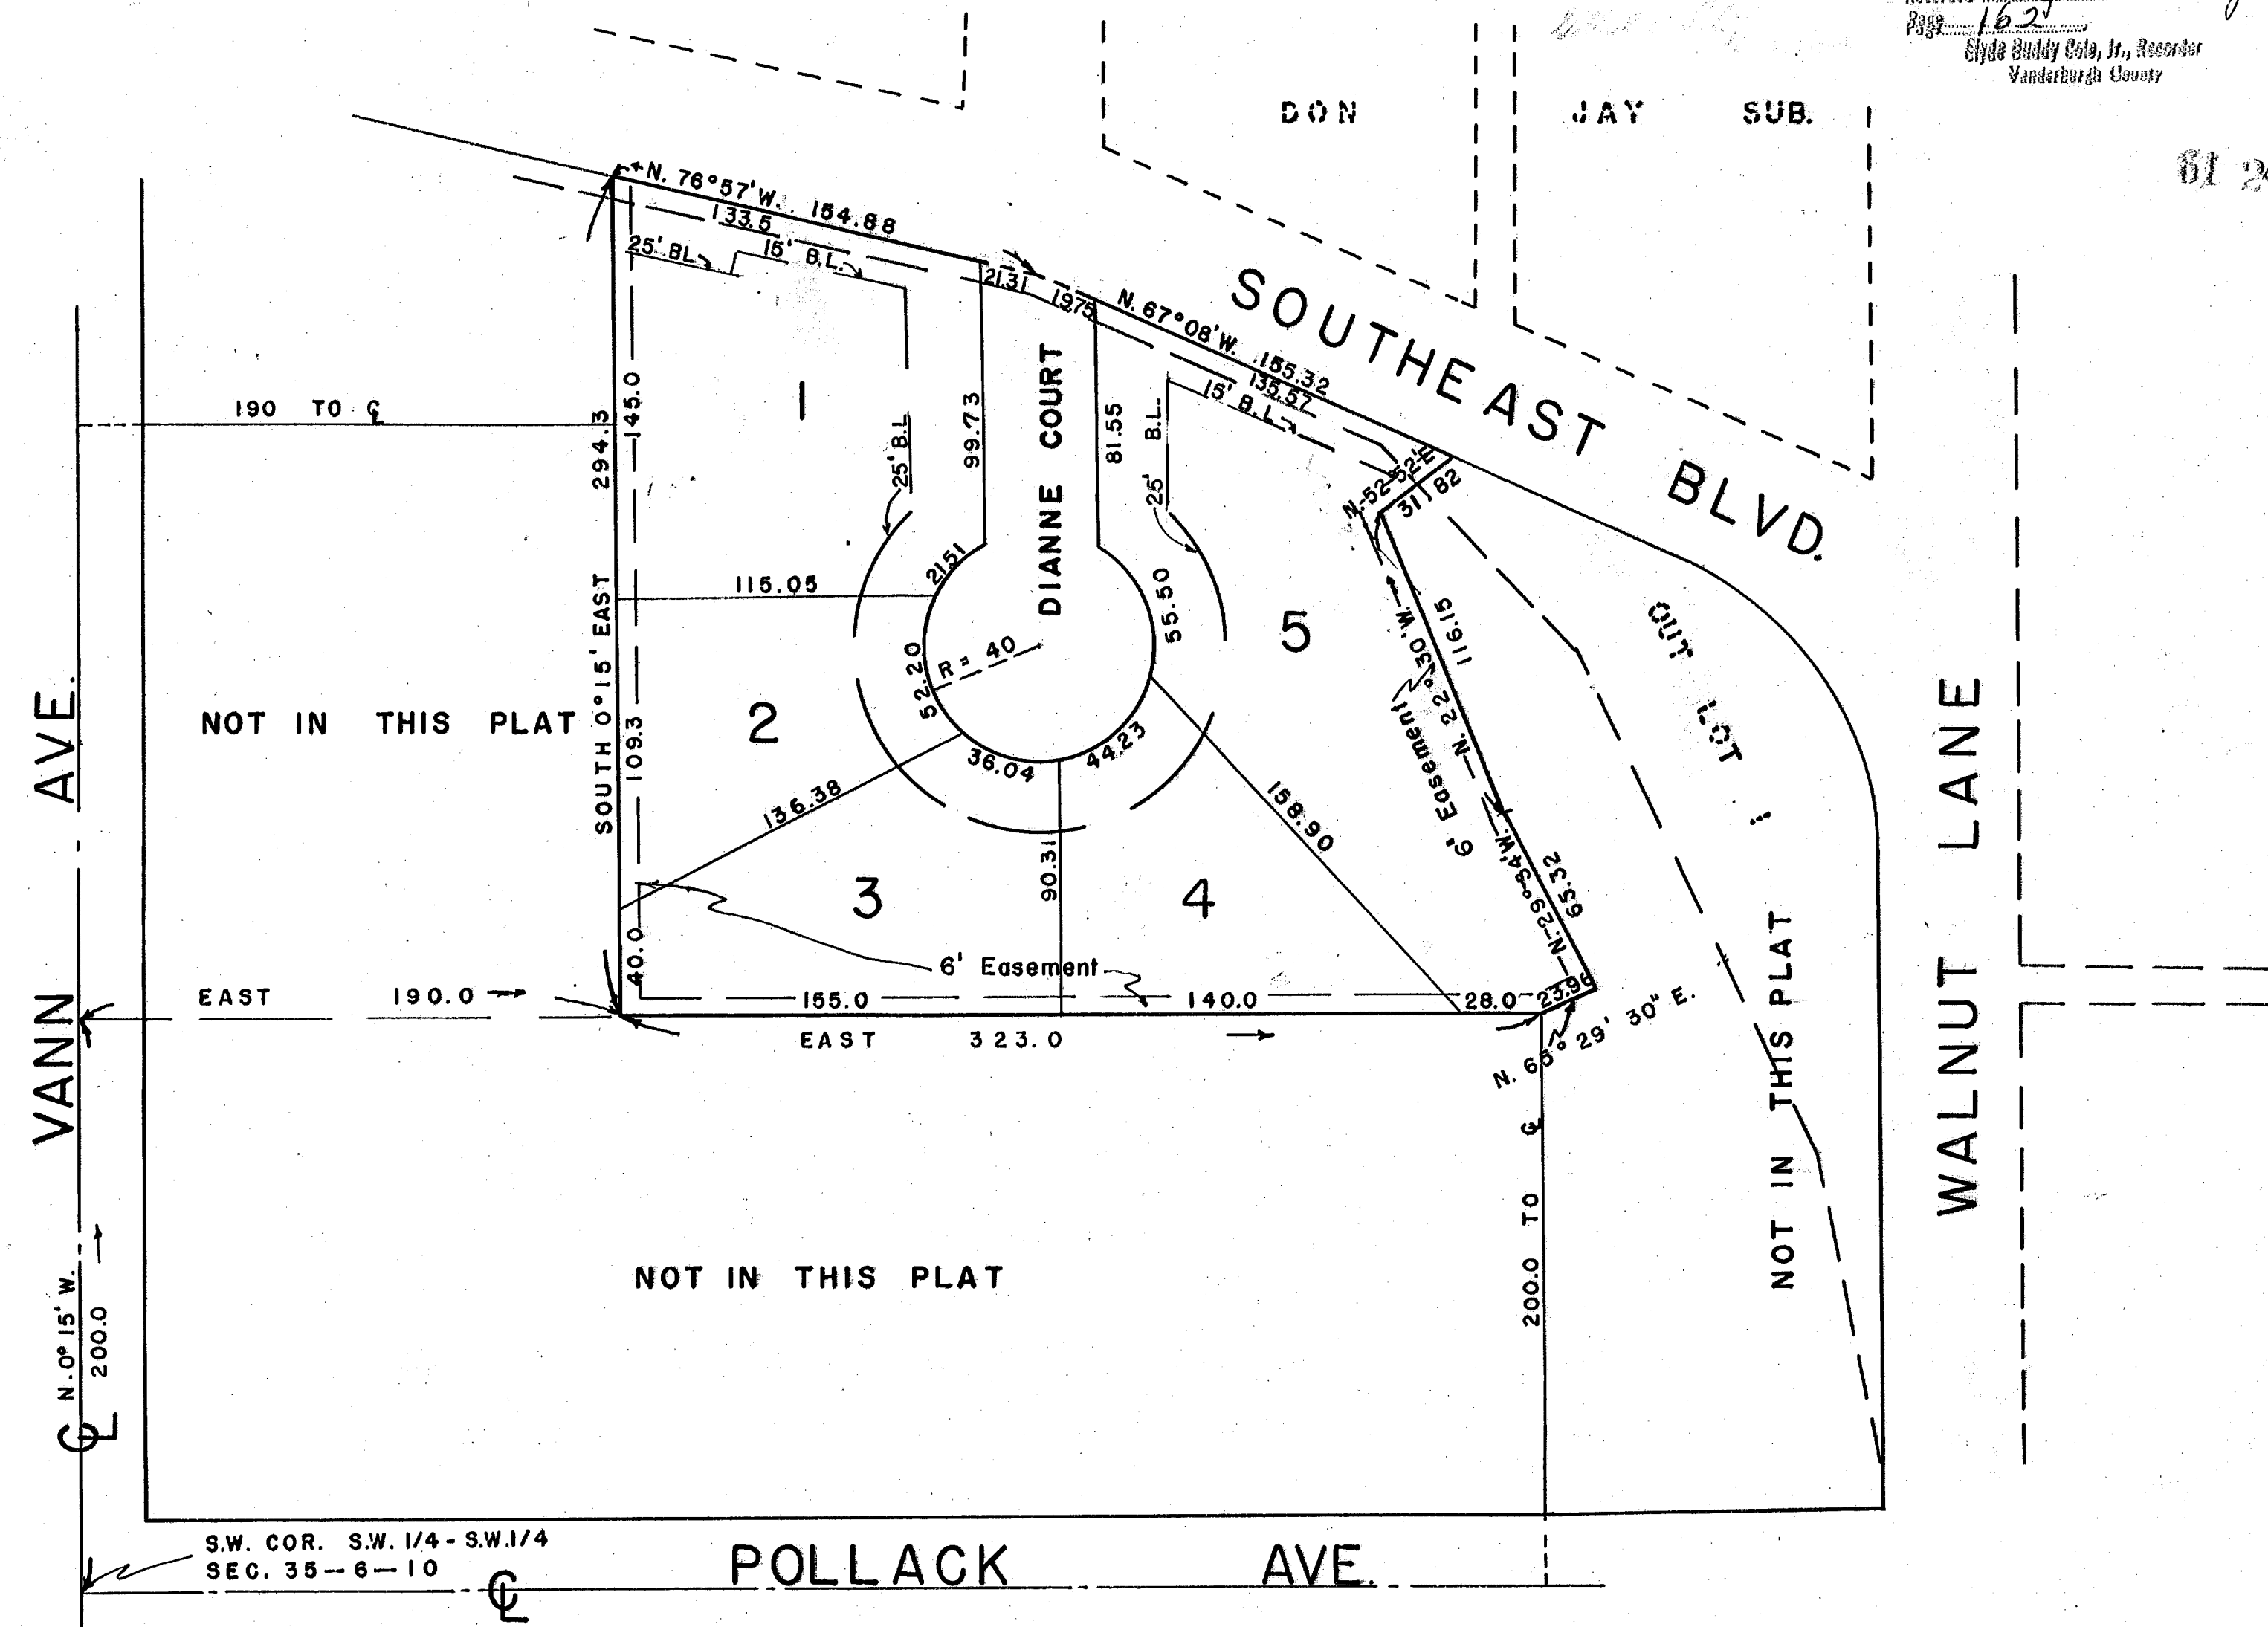 Page 162
Clyde Buddy Cole, Jr., Recorder
Vanderburgh County
61
DON JAY SUB.
N. 76°57'W. 154.88
133.5
25' BL
15' B.L.
21.31
19.75
N. 67°08'W. 155.32
135.57
15' B.L.
SOUTHEAST BLVD.
190 TO ℄
294.3
145.0
1
25' B.L
99.73
DIANNE COURT
81.55
25' B.L.
N.-52°52'E
31.82
21.51
115.05
55.50
5
116.15
N. 22°30'W.
6' Easement
OUT LOT 1
SOUTH 0°15' EAST
NOT IN THIS PLAT
109.3
2
52.20
R = 40
36.04
44.23
136.38
158.90
90.31
3
4
N-29°54'W.
65.32
40.0
6' Easement
EAST 190.0
155.0
140.0
28.0
23.96
EAST 323.0
N. 65° 29' 30" E.
VANN AVE.
WALNUT LANE
NOT IN THIS PLAT
200.0 TO ℄
NOT IN THIS PLAT
N. 0° 15' W.
200.0
℄
S.W. COR. S.W. 1/4 - S.W. 1/4
SEC. 35-6-10
POLLACK AVE.
℄